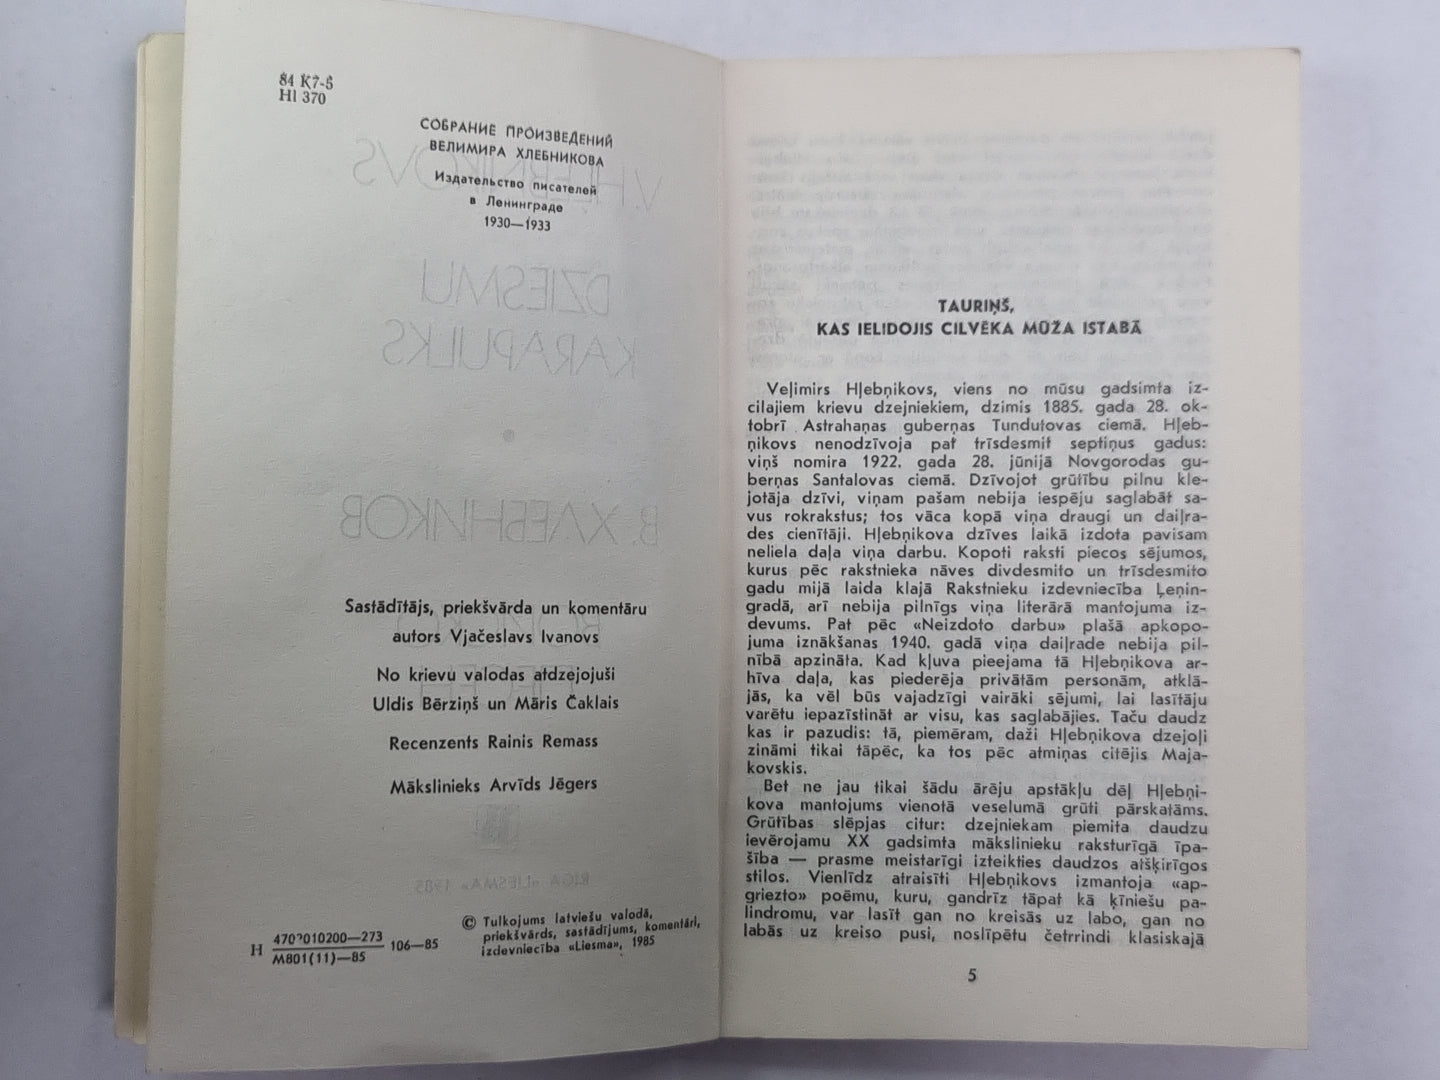 84 K7-5
Hl 370
СОБРАНИЕ ПРОИЗВЕДЕНИЙ
ВЕЛИМИРА ХЛЕБНИКОВА
Издательство писателей
в Ленинграде
1930—1933
Sastādītājs, priekšvārda un komentāru
autors Vjačeslavs Ivanovs
No krievu valodas atdzejojuši
Uldis Bērziņš un Māris Čaklais
Recenzents Rainis Remass
Mākslinieks Arvīds Jēgers
H 4702010200—273 106—85
M801(11)—85
© Tulkojums latviešu valodā,
priekšvārds, sastādījums, komentāri,
izdevniecība «Liesma», 1985
TAURIŅŠ,
KAS IELIDOJIS CILVĒKA MŪŽA ISTABĀ
Veļimirs Hļebņikovs, viens no mūsu gadsimta iz-
cilajiem krievu dzejniekiem, dzimis 1885. gada 28. ok-
tobrī Astrahaņas guberņas Tundutovas ciemā. Hļeb-
ņikovs nenodzīvoja pat trīsdesmit septiņus gadus:
viņš nomira 1922. gada 28. jūnijā Novgorodas gu-
berņas Santalovas ciemā. Dzīvojot grūtību pilnu kle-
jotāja dzīvi, viņam pašam nebija iespēju saglabāt sa-
vus rokrakstus; tos vāca kopā viņa draugi un daiļra-
des cienītāji. Hļebņikova dzīves laikā izdota pavisam
neliela daļa viņa darbu. Kopoti raksti piecos sējumos,
kurus pēc rakstnieka nāves divdesmito un trīsdesmito
gadu mijā laida klajā Rakstnieku izdevniecība Ļeņin-
gradā, arī nebija pilnīgs viņa literārā mantojuma iz-
devums. Pat pēc «Neizdoto darbu» plašā apkopo-
juma iznākšanas 1940. gadā viņa daiļrade nebija pil-
nībā apzināta. Kad kļuva pieejama tā Hļebņikova ar-
hīva daļa, kas piederēja privātām personām, atklā-
jās, ka vēl būs vajadzīgi vairāki sējumi, lai lasītāju
varētu iepazīstināt ar visu, kas saglabājies. Taču daudz
kas ir pazudis: tā, piemēram, daži Hļebņikova dzejoļi
zināmi tikai tāpēc, ka tos pēc atmiņas citējis Maja-
kovskis.
Bet ne jau tikai šādu ārēju apstākļu dēļ Hļebņi-
kova mantojums vienotā veselumā grūti pārskatāms.
Grūtības slēpjas citur: dzejniekam piemita daudzu
ievērojamu XX gadsimta mākslinieku raksturīgā īpa-
šība — prasme meistarīgi izteikties daudzos atšķirīgos
stilos. Vienlīdz atraisīti Hļebņikovs izmantoja «ap-
griezto» poēmu, kuru, gandrīz tāpat kā ķīniešu pa-
lindromu, var lasīt gan no kreisās uz labo, gan no
labās uz kreiso pusi, noslīpētu četrrindi klasiskajā
5